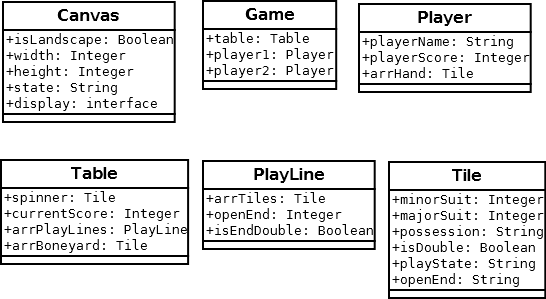 Canvas
+isLandscape: Boolean
+width: Integer
+height: Integer
+state: String
+display: interface
Game
+table: Table
+player1: Player
+player2: Player
Player
+playerName: String
+playerScore: Integer
+arrHand: Tile
Table
+spinner: Tile
+currentScore: Integer
+arrPlayLines: PlayLine
+arrBoneyard: Tile
PlayLine
+arrTiles: Tile
+openEnd: Integer
+isEndDouble: Boolean
Tile
+minorSuit: Integer
+majorSuit: Integer
+possession: String
+isDouble: Boolean
+playState: String
+openEnd: String